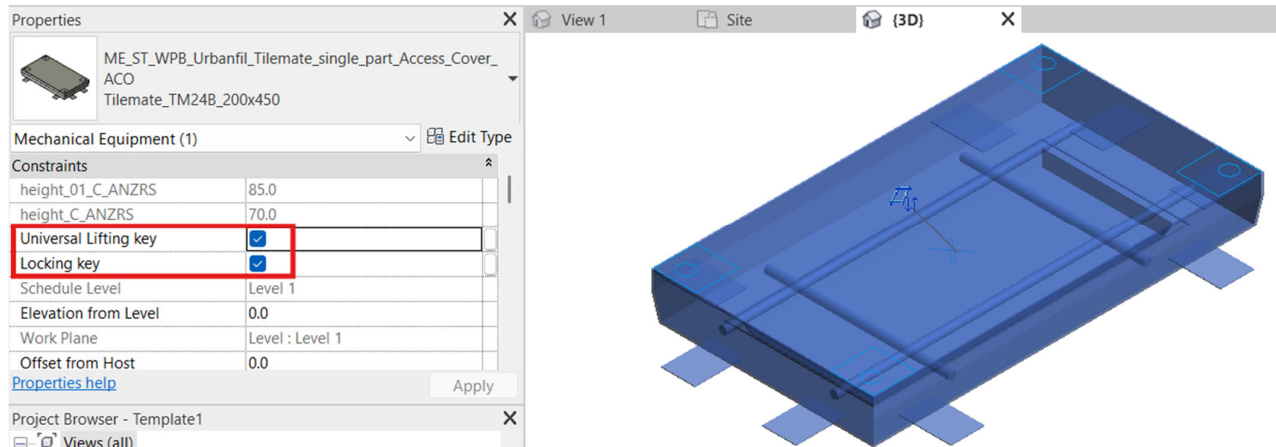 Properties
ME_ST_WPB_Urbanfil_Tilemate_single_part_Access_Cover_
ACO
Tilemate_TM24B_200x450
Mechanical Equipment (1)
Edit Type
Constraints
height_01_C_ANZRS 85.0
height_C_ANZRS 70.0
Universal Lifting key
Locking key
Schedule Level Level 1
Elevation from Level 0.0
Work Plane Level : Level 1
Offset from Host 0.0
Properties help
Apply
Project Browser - Template1
Views (all)
View 1
Site
{3D}